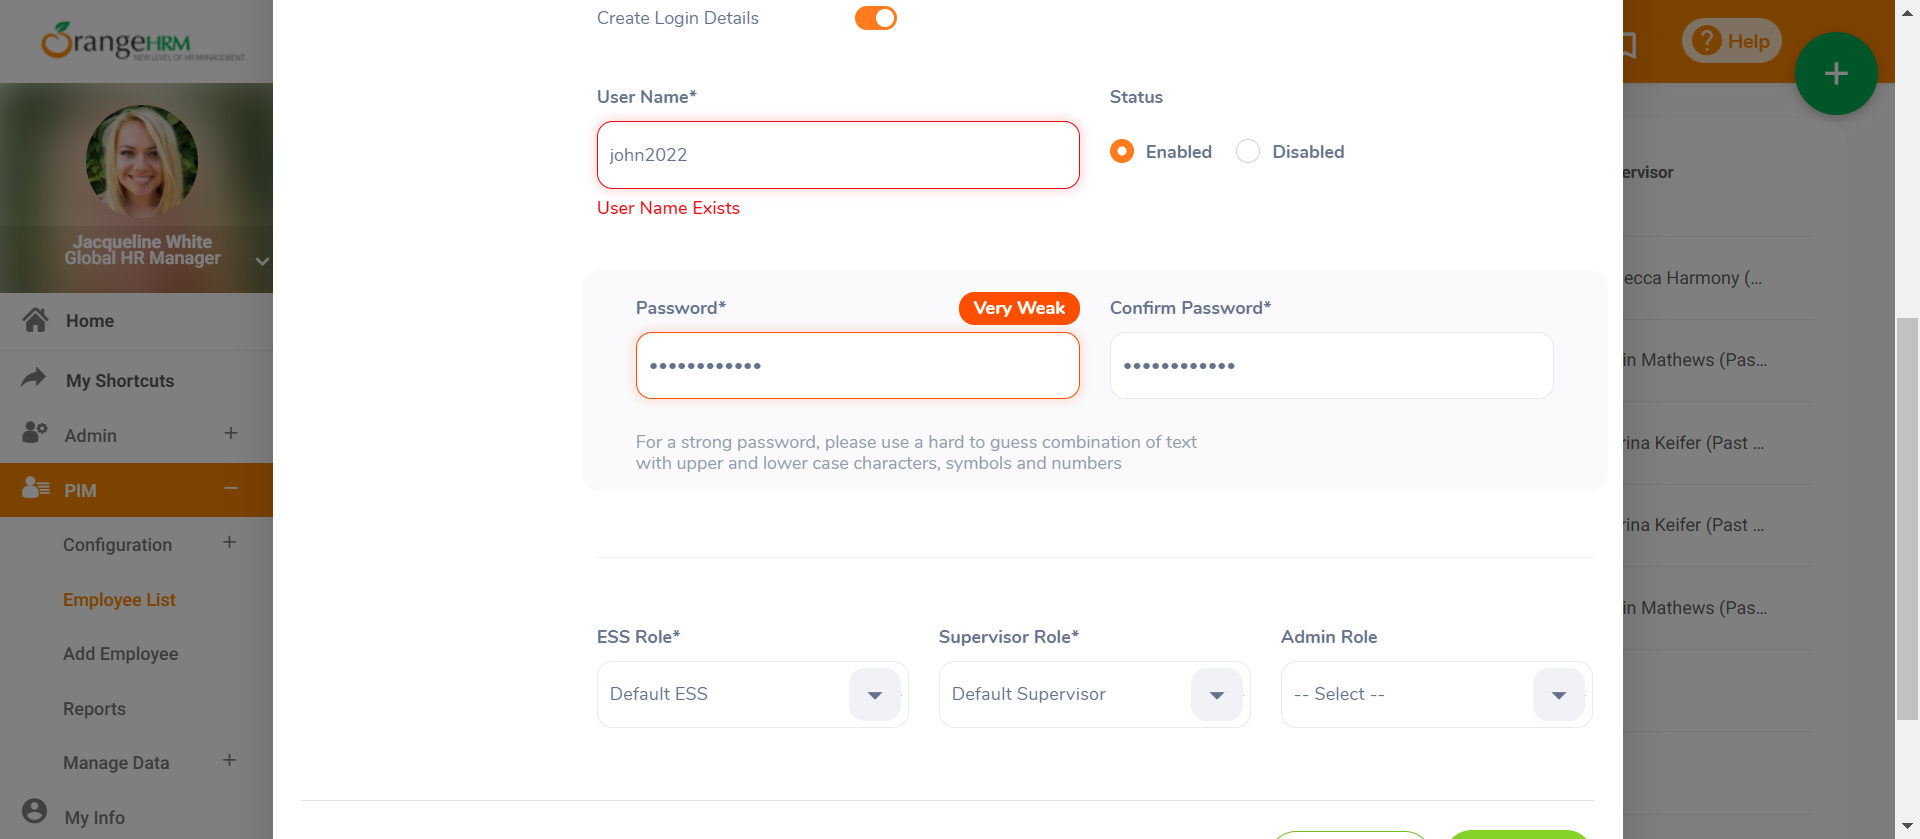 OrangeHRM
NEW LEVEL OF HR MANAGEMENT
Jacqueline White
Global HR Manager
Home
My Shortcuts
Admin
PIM
Configuration
Employee List
Add Employee
Reports
Manage Data
My Info
Create Login Details
User Name*
john2022
User Name Exists
Status
Enabled
Disabled
Password*
Very Weak
••••••••••••
Confirm Password*
••••••••••••
For a strong password, please use a hard to guess combination of text
with upper and lower case characters, symbols and numbers
ESS Role*
Default ESS
Supervisor Role*
Default Supervisor
Admin Role
-- Select --
? Help
+
ervisor
ecca Harmony (...
in Mathews (Pas...
rina Keifer (Past ...
rina Keifer (Past ...
in Mathews (Pas...